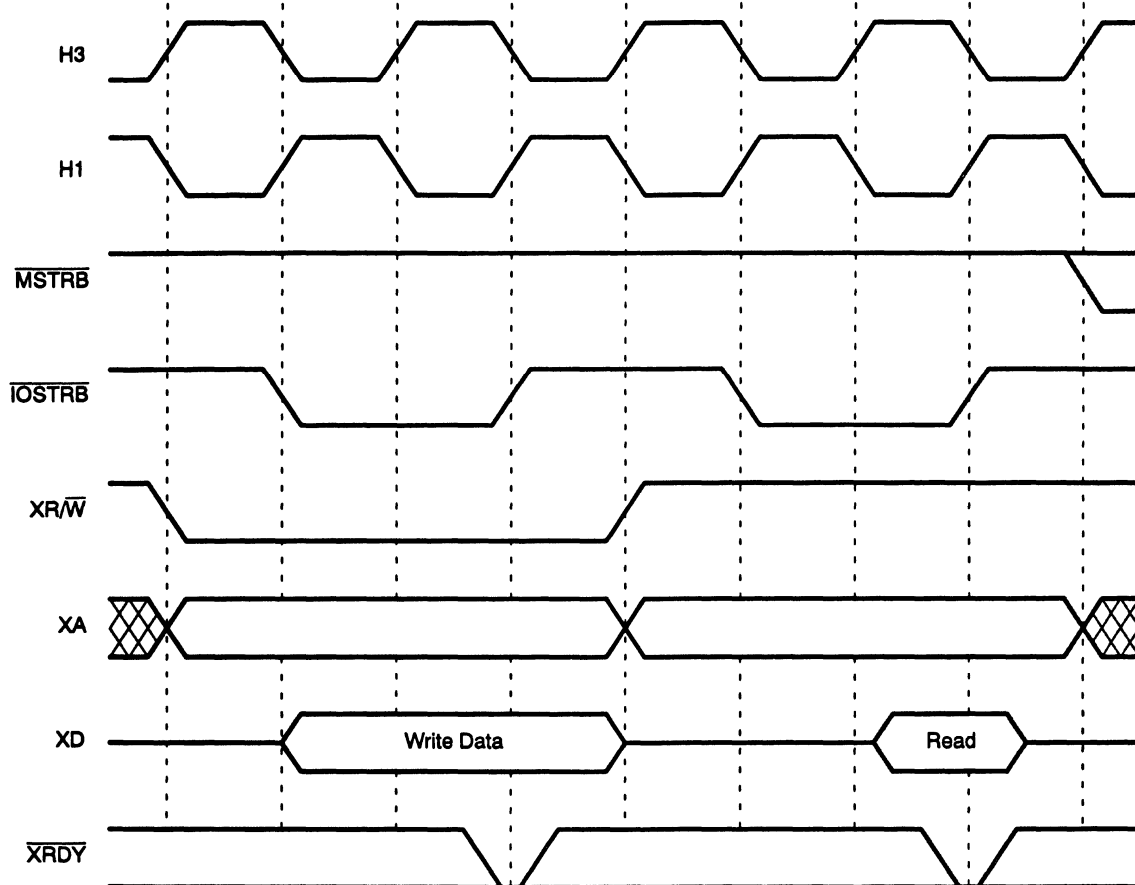 H3
H1
MSTRB
IOSTRB
XR/W
XA
XD
Write Data
Read
XRDY